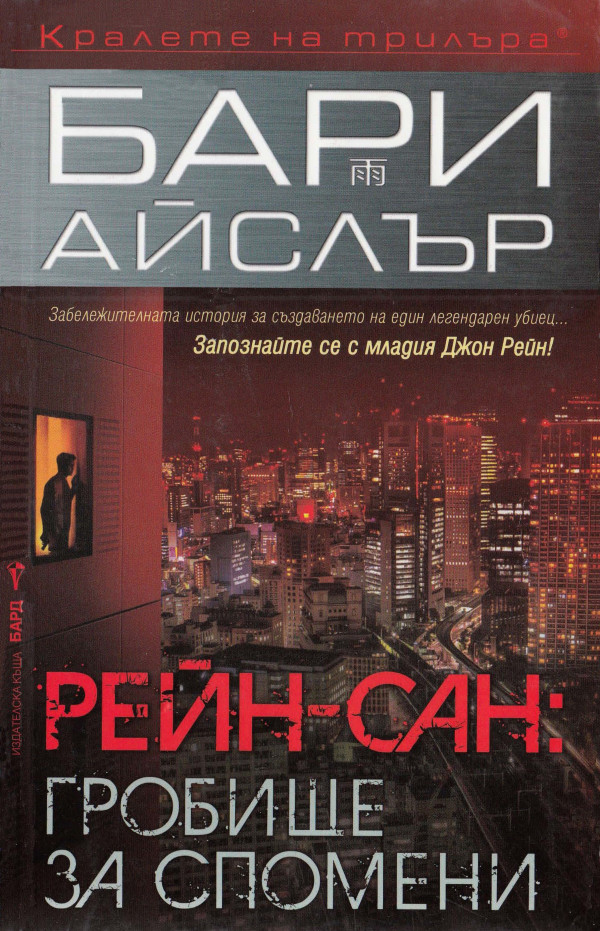 Кралете на трилъра®
БАРИ
雨
АЙСЛЪР
Забележителната история за създаването на един легендарен убиец...
Запознайте се с младия Джон Рейн!
ИЗДАТЕЛСКА КЪЩА БАРД
РЕЙН-САН:
ГРОБИЩЕ
ЗА СПОМЕНИ